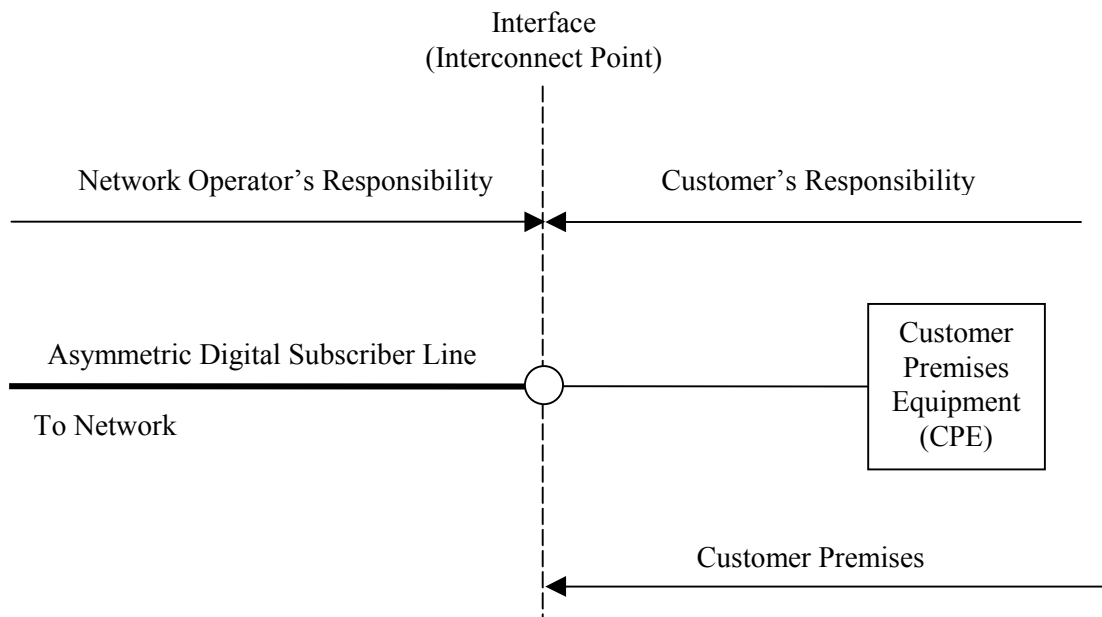 Interface
(Interconnect Point)
Network Operator’s Responsibility
Customer’s Responsibility
Asymmetric Digital Subscriber Line
To Network
Customer
Premises
Equipment
(CPE)
Customer Premises